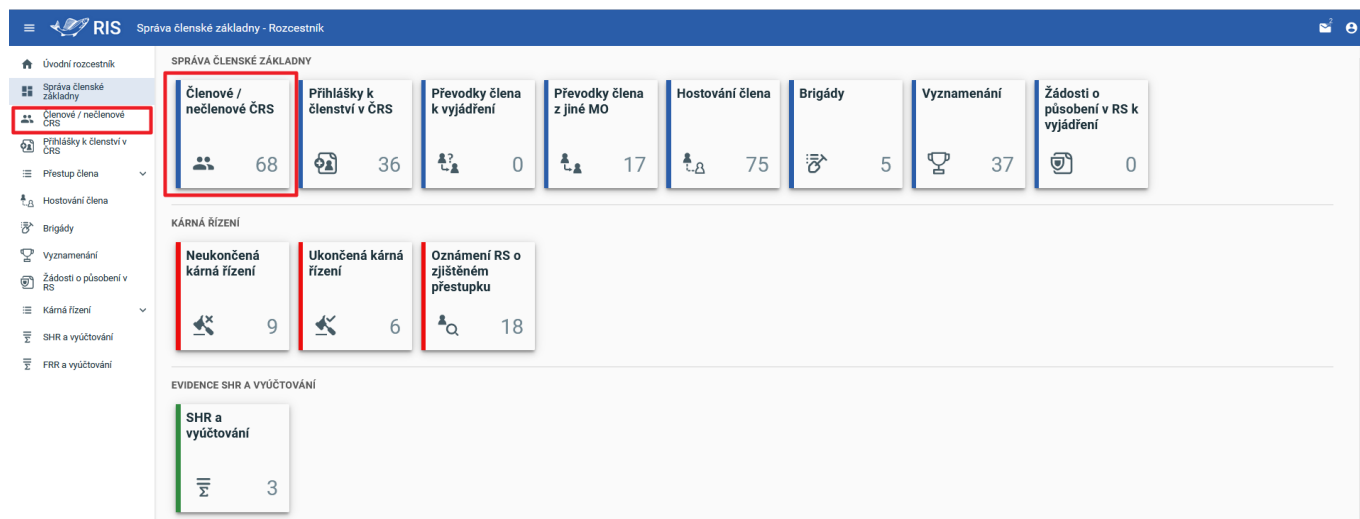 RIS Správa členské základny - Rozcestník
2
Úvodní rozcestník
Správa členské
základny
Členové / nečlenové
ČRS
Přihlášky k členství v
ČRS
Přestup člena
Hostování člena
Brigády
Vyznamenání
Žádosti o působení v
RS
Kárná řízení
SHR a vyúčtování
FRR a vyúčtování
SPRÁVA ČLENSKÉ ZÁKLADNY
Členové /
nečlenové ČRS
68
Přihlášky k
členství v ČRS
36
Převodky člena
k vyjádření
0
Převodky člena
z jiné MO
17
Hostování člena
75
Brigády
5
Vyznamenání
37
Žádosti o
působení v RS k
vyjádření
0
KÁRNÁ ŘÍZENÍ
Neukončená
kárná řízení
9
Ukončená kárná
řízení
6
Oznámení RS o
zjištěném
přestupku
18
EVIDENCE SHR A VYÚČTOVÁNÍ
SHR a
vyúčtování
3